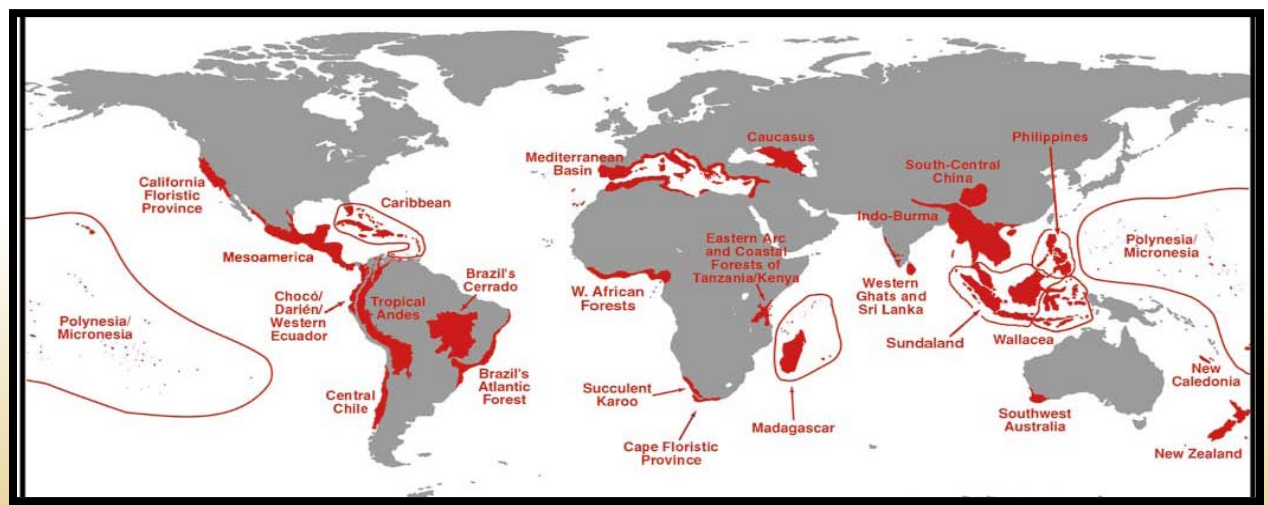 Caucasus
Philippines
Mediterranean
Basin
South-Central
China
California
Floristic
Province
Caribbean
Indo-Burma
Polynesia/
Micronesia
Mesoamerica
Eastern Arc
and Coastal
Forests of
Tanzania/Kenya
Brazil's
Cerrado
W. African
Forests
Western
Ghats and
Sri Lanka
Chocó/
Darién/
Western
Ecuador
Tropical
Andes
Polynesia/
Micronesia
Sundaland
Wallacea
New
Caledonia
Brazil's
Atlantic
Forest
Central
Chile
Succulent
Karoo
Southwest
Australia
Madagascar
Cape Floristic
Province
New Zealand